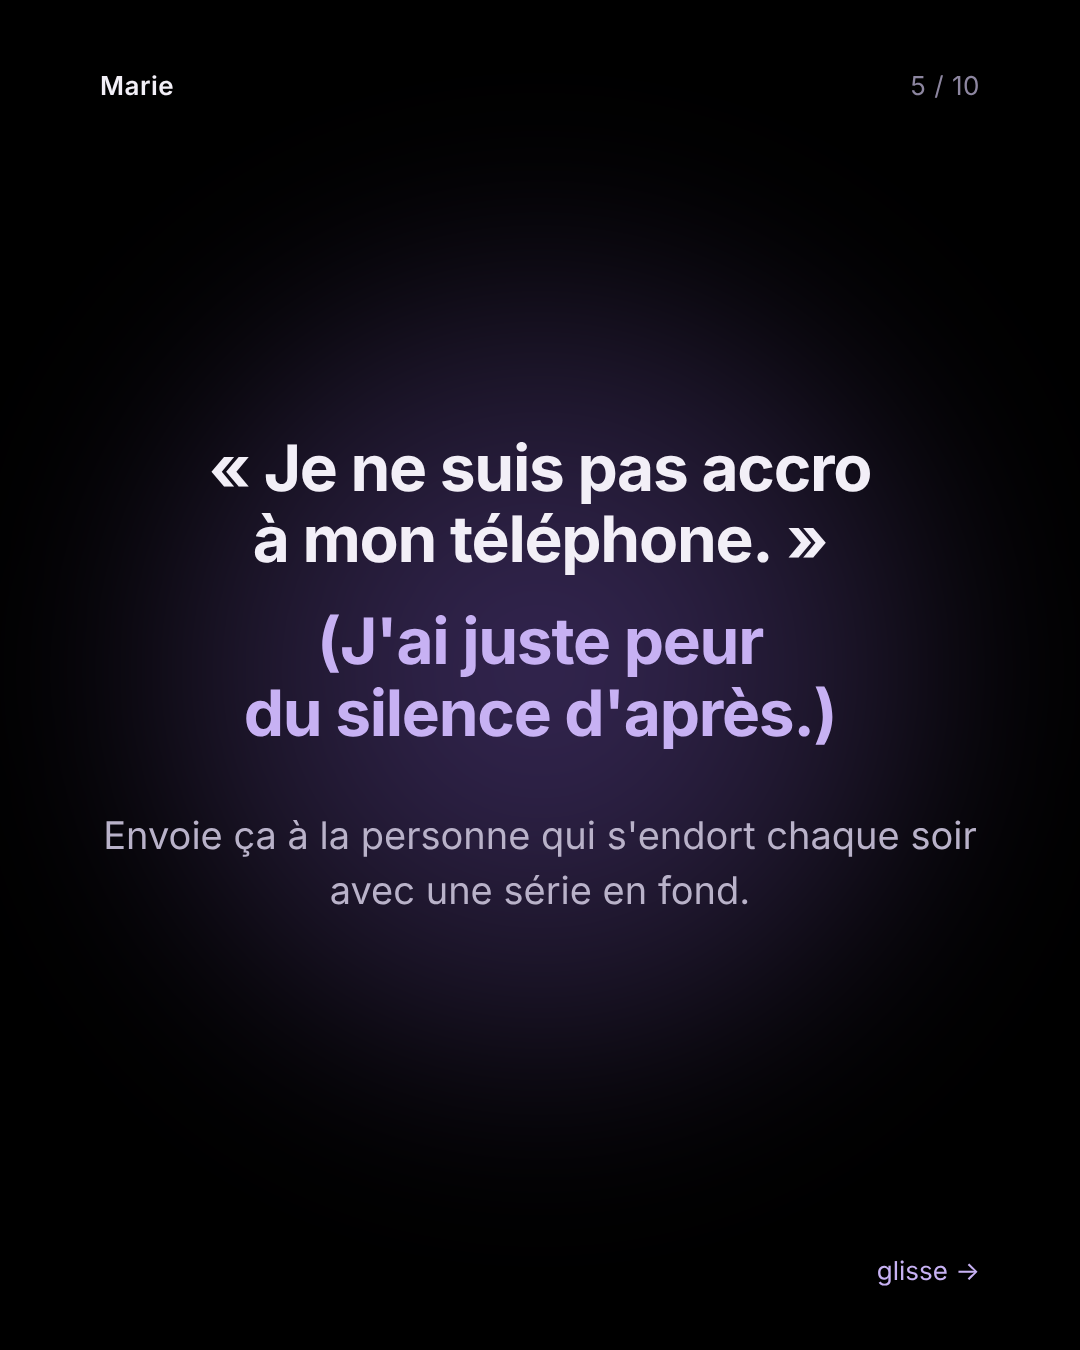 Marie
5 / 10
« Je ne suis pas accro
à mon téléphone. »
(J'ai juste peur
du silence d'après.)
Envoie ça à la personne qui s'endort chaque soir
avec une série en fond.
glisse →